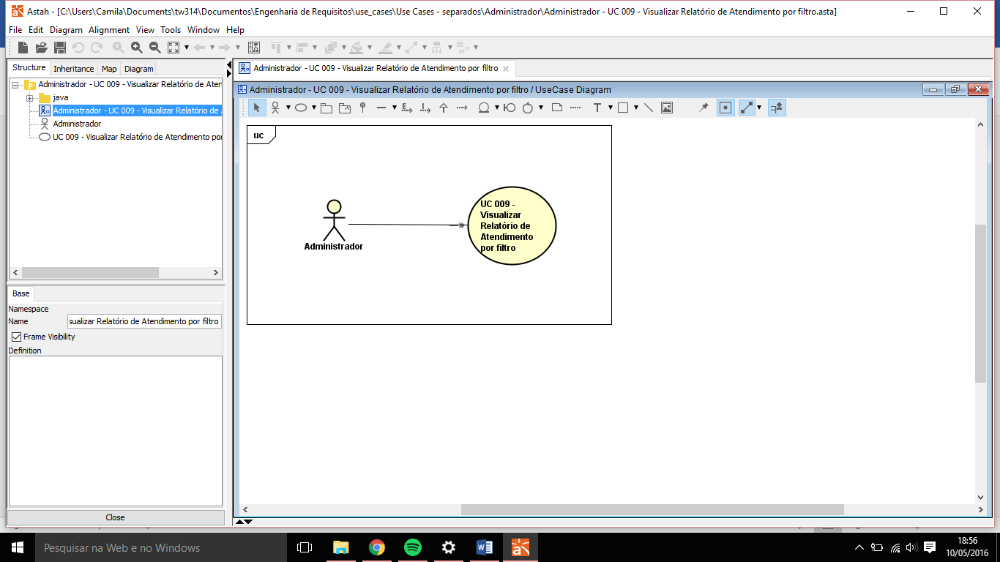 Astah - [C:\Users\Camila\Documents\tw314\Documentos\Engenharia de Requisitos\use_cases\Use Cases - separados\Administrador\Administrador - UC 009 - Visualizar Relatório de Atendimento por filtro.asta]
File Edit Diagram Alignment View Tools Window Help
Structure Inheritance Map Diagram
Administrador - UC 009 - Visualizar Relatório de Aten
java
Administrador - UC 009 - Visualizar Relatório de
Administrador
UC 009 - Visualizar Relatório de Atendimento por
Base
Namespace
Name sualizar Relatório de Atendimento por filtro
Frame Visibility
Definition
Close
Administrador - UC 009 - Visualizar Relatório de Atendimento por filtro
Administrador - UC 009 - Visualizar Relatório de Atendimento por filtro / UseCase Diagram
uc
Administrador
UC 009 -
Visualizar
Relatório de
Atendimento
por filtro
Pesquisar na Web e no Windows
18:56
10/05/2016